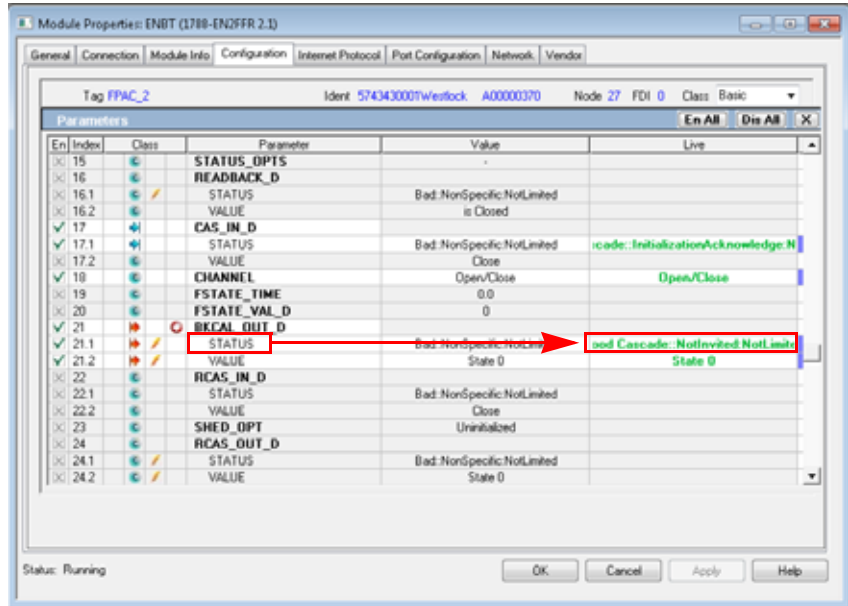 Module Properties: ENBT (1788-EN2FFR 2.1)
General Connection Module Info Configuration Internet Protocol Port Configuration Network Vendor
Tag FPAC_2 Ident 5743430001Westlock A00000370 Node 27 FDI 0 Class Basic
Parameters En All Dis All X
En Index Class Parameter Value Live
15 STATUS_OPTS -
16 READBACK_D
16.1 STATUS Bad::NonSpecific:NotLimited
16.2 VALUE is Closed
17 CAS_IN_D
17.1 STATUS Bad::NonSpecific:NotLimited cade::InitializationAcknowledge:N
17.2 VALUE Close
18 CHANNEL Open/Close Open/Close
19 FSTATE_TIME 0.0
20 FSTATE_VAL_D 0
21 BKCAL_OUT_D
21.1 STATUS Bad::NonSpecific:NotLimi ood Cascade::NotInvited:NotLimite
21.2 VALUE State 0 State 0
22 RCAS_IN_D
22.1 STATUS Bad::NonSpecific:NotLimited
22.2 VALUE Close
23 SHED_OPT Uninitialized
24 RCAS_OUT_D
24.1 STATUS Bad::NonSpecific:NotLimited
24.2 VALUE State 0
Status: Running OK Cancel Apply Help